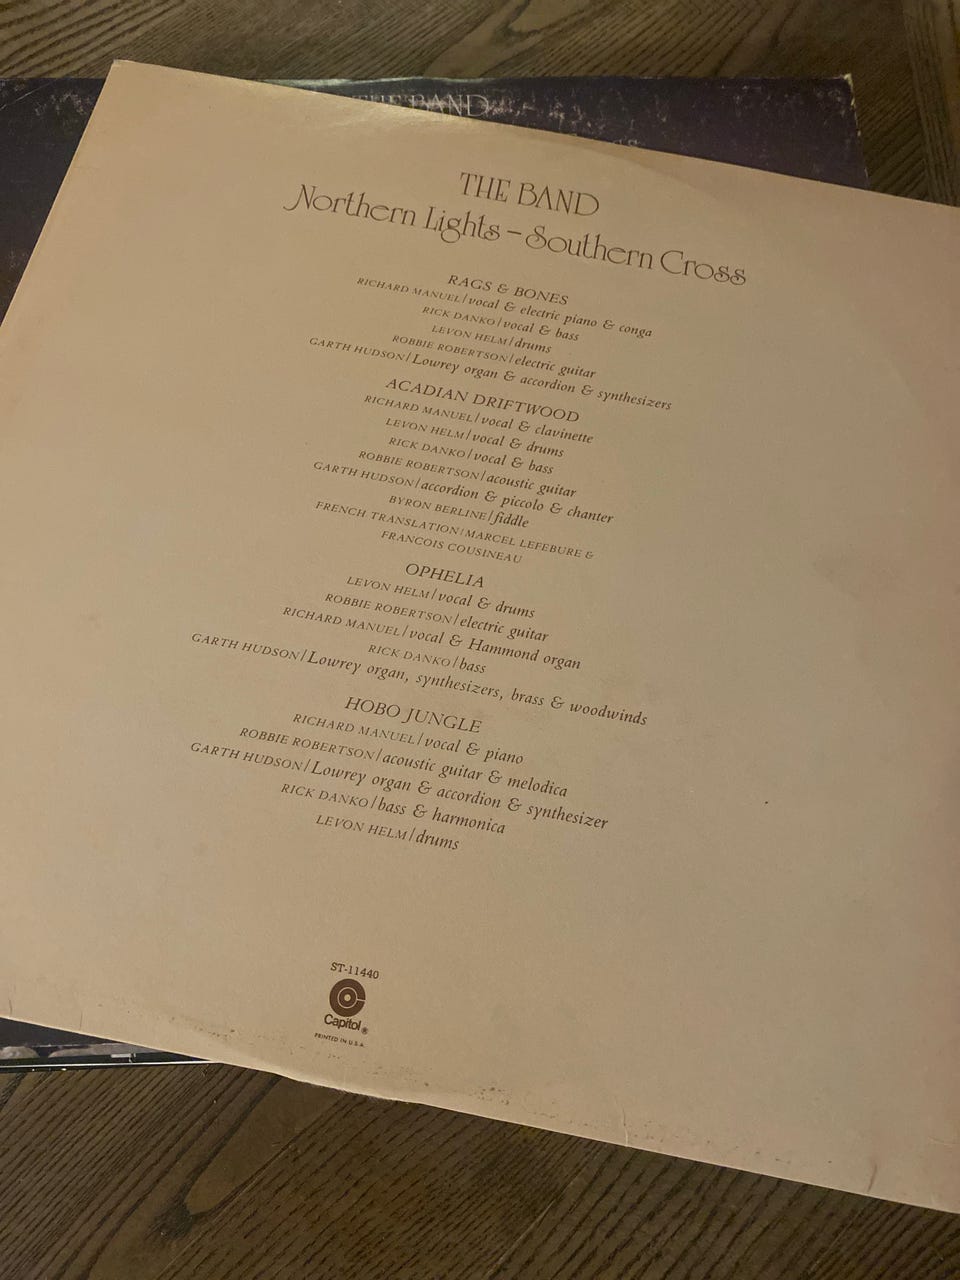 THE BAND
THE BAND
Northern Lights – Southern Cross
RAGS & BONES
RICHARD MANUEL/vocal & electric piano & conga
RICK DANKO/vocal & bass
LEVON HELM/drums
ROBBIE ROBERTSON/electric guitar
GARTH HUDSON/Lowrey organ & accordion & synthesizers
ACADIAN DRIFTWOOD
RICHARD MANUEL/vocal & clavinette
LEVON HELM/vocal & drums
RICK DANKO/vocal & bass
ROBBIE ROBERTSON/acoustic guitar
GARTH HUDSON/accordion & piccolo & chanter
BYRON BERLINE/fiddle
FRENCH TRANSLATION/MARCEL LEFEBURE &
FRANCOIS COUSINEAU
OPHELIA
LEVON HELM/vocal & drums
ROBBIE ROBERTSON/electric guitar
RICHARD MANUEL/vocal & Hammond organ
RICK DANKO/bass
GARTH HUDSON/Lowrey organ, synthesizers, brass & woodwinds
HOBO JUNGLE
RICHARD MANUEL/vocal & piano
ROBBIE ROBERTSON/acoustic guitar & melodica
GARTH HUDSON/Lowrey organ & accordion & synthesizer
RICK DANKO/bass & harmonica
LEVON HELM/drums
ST-11440
Capitol®
PRINTED IN U.S.A.